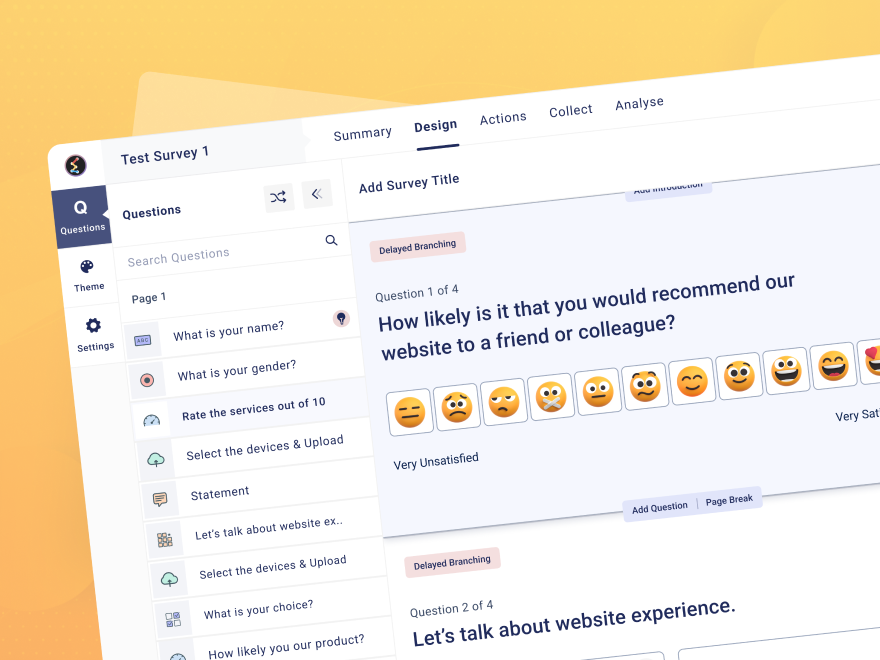 Test Survey 1
Summary
Design
Actions
Collect
Analyse
Q
Questions
Theme
Settings
Questions
Search Questions
Page 1
ABC
What is your name?
What is your gender?
Rate the services out of 10
Select the devices & Upload
Statement
Let's talk about website ex..
Select the devices & Upload
What is your choice?
How likely you our product?
Add Survey Title
Add Introduction
Delayed Branching
Question 1 of 4
How likely is it that you would recommend our
website to a friend or colleague?
Very Unsatisfied
Very Sat
Add Question | Page Break
Delayed Branching
Question 2 of 4
Let's talk about website experience.